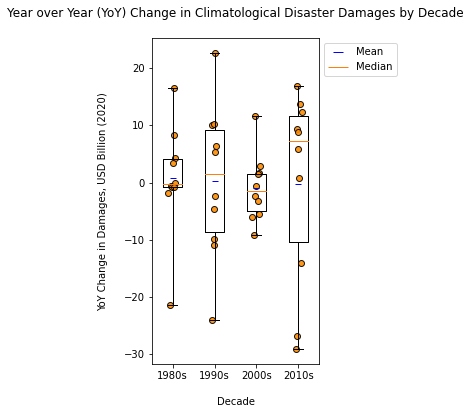 Year over Year (YoY) Change in Climatological Disaster Damages by Decade
Mean
Median
YoY Change in Damages, USD Billion (2020)
20
10
0
−10
−20
−30
1980s 1990s 2000s 2010s
Decade